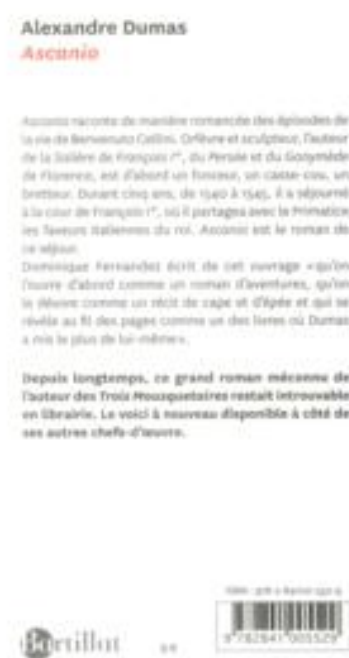 Alexandre Dumas
Ascanio
Ascanio raconte de manière romancée des épisodes de
la vie de Benvenuto Cellini. Orfèvre et sculpteur, l'auteur
de la Salière de François Iᵉʳ, du Persée et du Ganymède
de Florence, est d'abord un fonceur, un casse-cou, un
bretteur. Durant cinq ans, de 1540 à 1545, il a séjourné
à la cour de François Iᵉʳ, où il partagea avec le Primatice
les faveurs italiennes du roi. Ascanio est le roman de
ce séjour.
Dominique Fernandez écrit de cet ouvrage «qu'on
l'ouvre d'abord comme un roman d'aventures, qu'on
le dévore comme un récit de cape et d'épée et qui se
révèle au fil des pages comme un des livres où Dumas
a mis le plus de lui-même».
Depuis longtemps, ce grand roman méconnu de
l'auteur des Trois Mousquetaires restait introuvable
en librairie. Le voici à nouveau disponible à côté de
ses autres chefs-d'œuvre.
ISBN
9 782841 005529
Bartillat